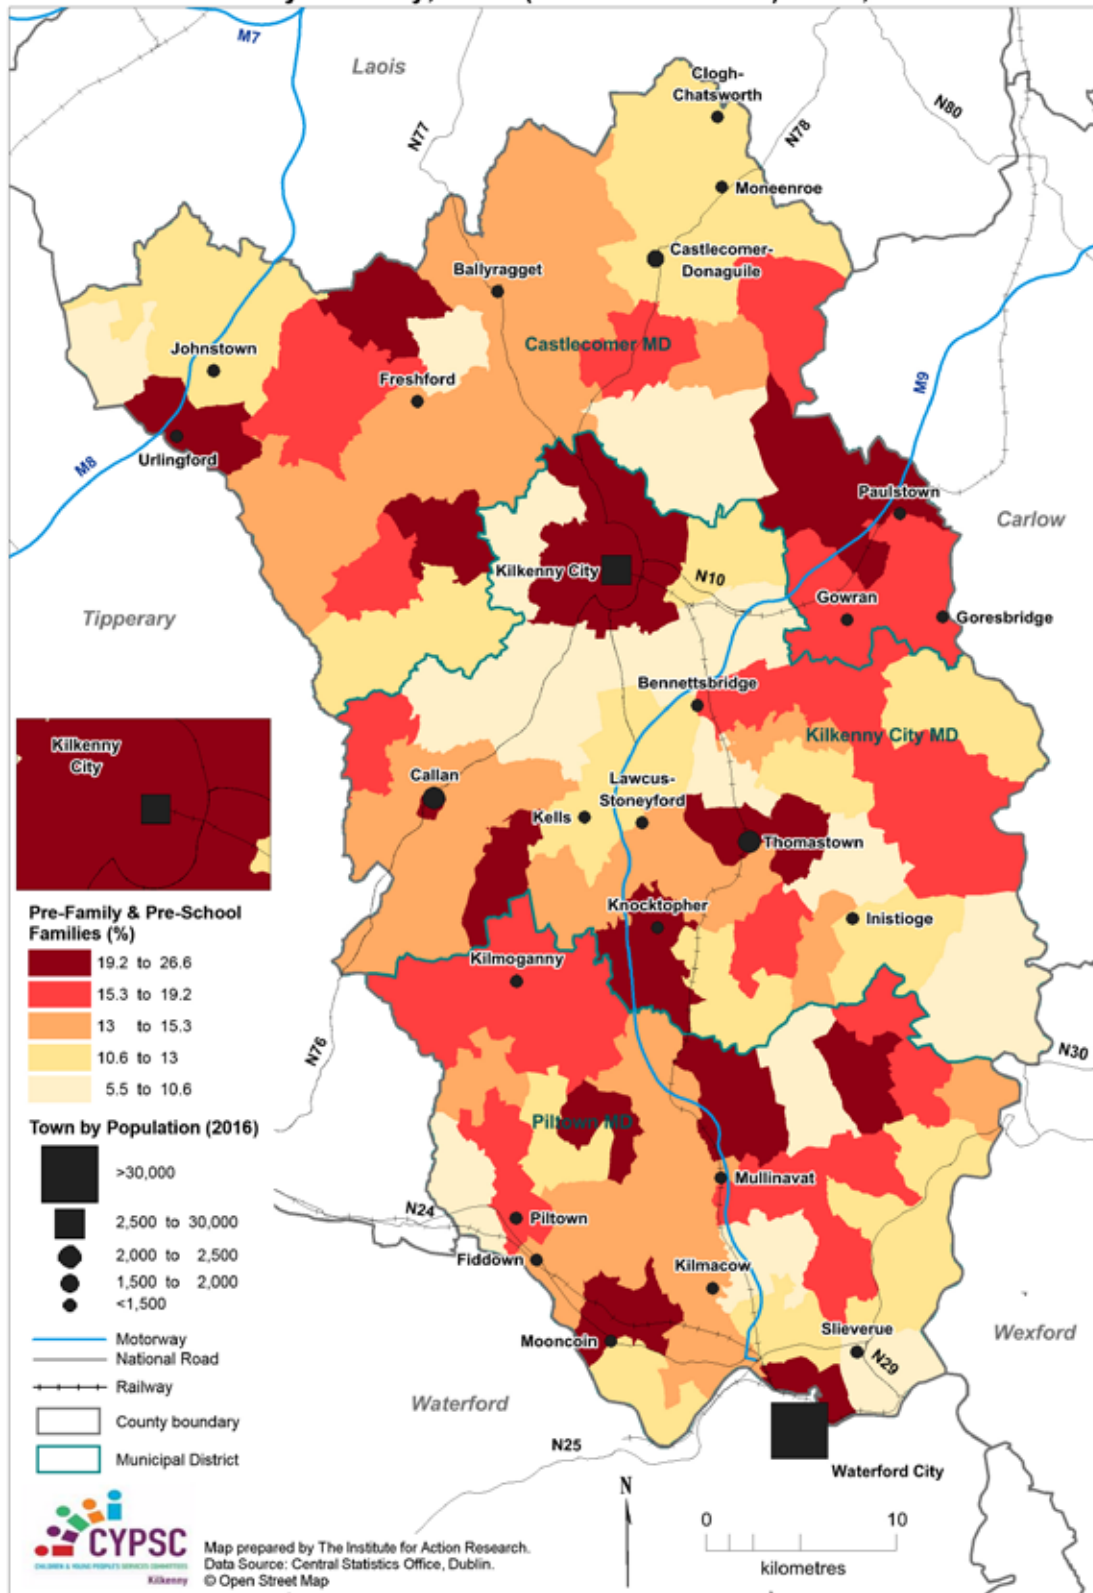 M7
Laois
N77
Clogh-
Chatsworth
N78
N80
Moneenroe
Castlecomer-
Donaguile
Ballyragget
Castlecomer MD
Johnstown
Freshford
M9
Urlingford
M8
Paulstown
Carlow
Kilkenny City
N10
Gowran
Goresbridge
Tipperary
Bennettsbridge
Kilkenny City MD
Kilkenny
City
Callan
Lawcus-
Stoneyford
Kells
Thomastown
Knocktopher
Inistioge
Kilmoganny
Pre-Family & Pre-School
Families (%)
19.2 to 26.6
15.3 to 19.2
13 to 15.3
10.6 to 13
5.5 to 10.6
N76
N30
Town by Population (2016)
>30,000
2,500 to 30,000
2,000 to 2,500
1,500 to 2,000
<1,500
Piltown MD
Mullinavat
N24
Piltown
Fiddown
Kilmacow
Mooncoin
Slieverue
N29
Wexford
Motorway
National Road
Railway
County boundary
Municipal District
Waterford
N25
Waterford City
N
0 10
kilometres
CYPSC
CHILDREN & YOUNG PEOPLE'S SERVICES COMMITTEES
Kilkenny
Map prepared by The Institute for Action Research.
Data Source: Central Statistics Office, Dublin.
© Open Street Map